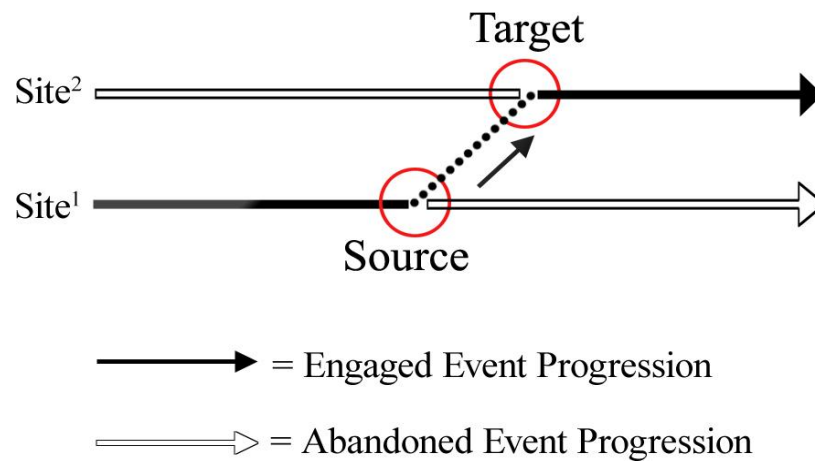 Target
Site²
Site¹
Source
= Engaged Event Progression
= Abandoned Event Progression